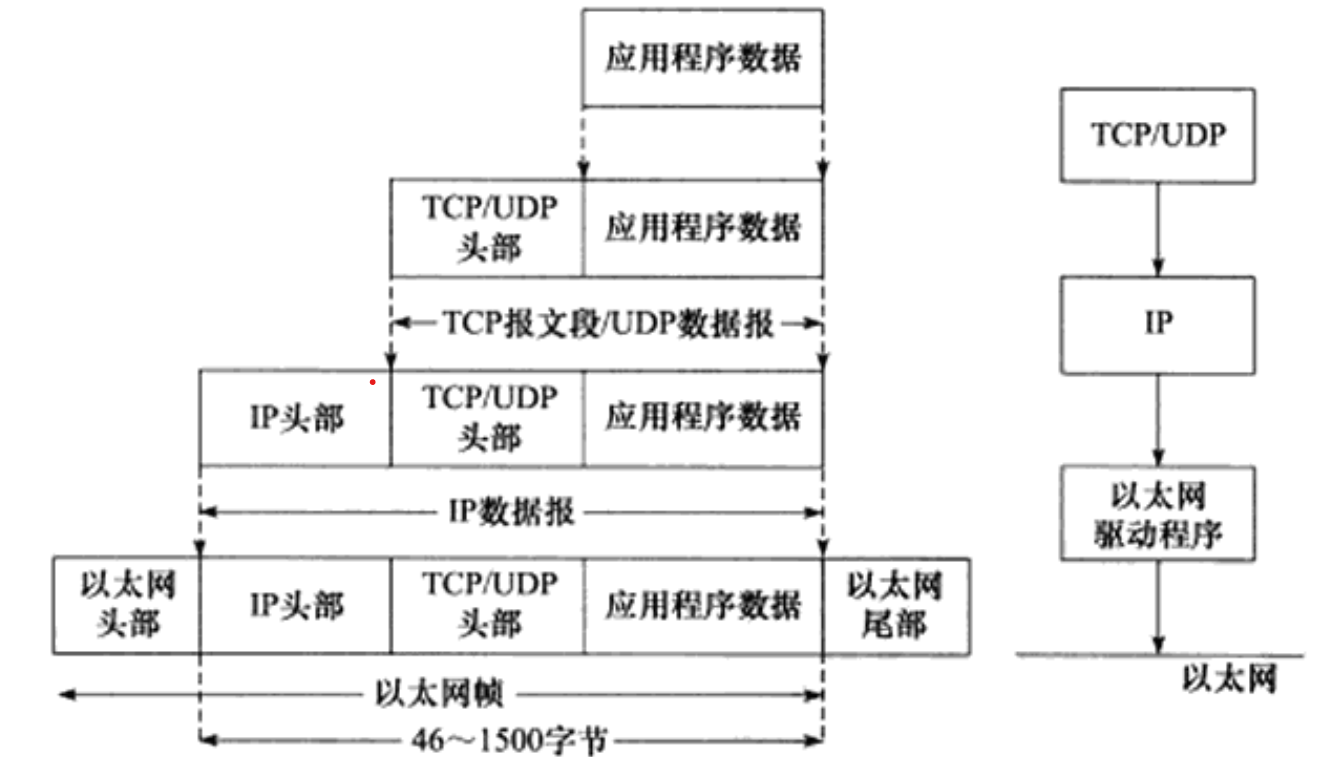 应用程序数据
TCP/UDP
头部
应用程序数据
TCP报文段/UDP数据报
IP头部
TCP/UDP
头部
应用程序数据
IP数据报
以太网
头部
IP头部
TCP/UDP
头部
应用程序数据
以太网
尾部
以太网帧
46～1500字节
TCP/UDP
IP
以太网
驱动程序
以太网